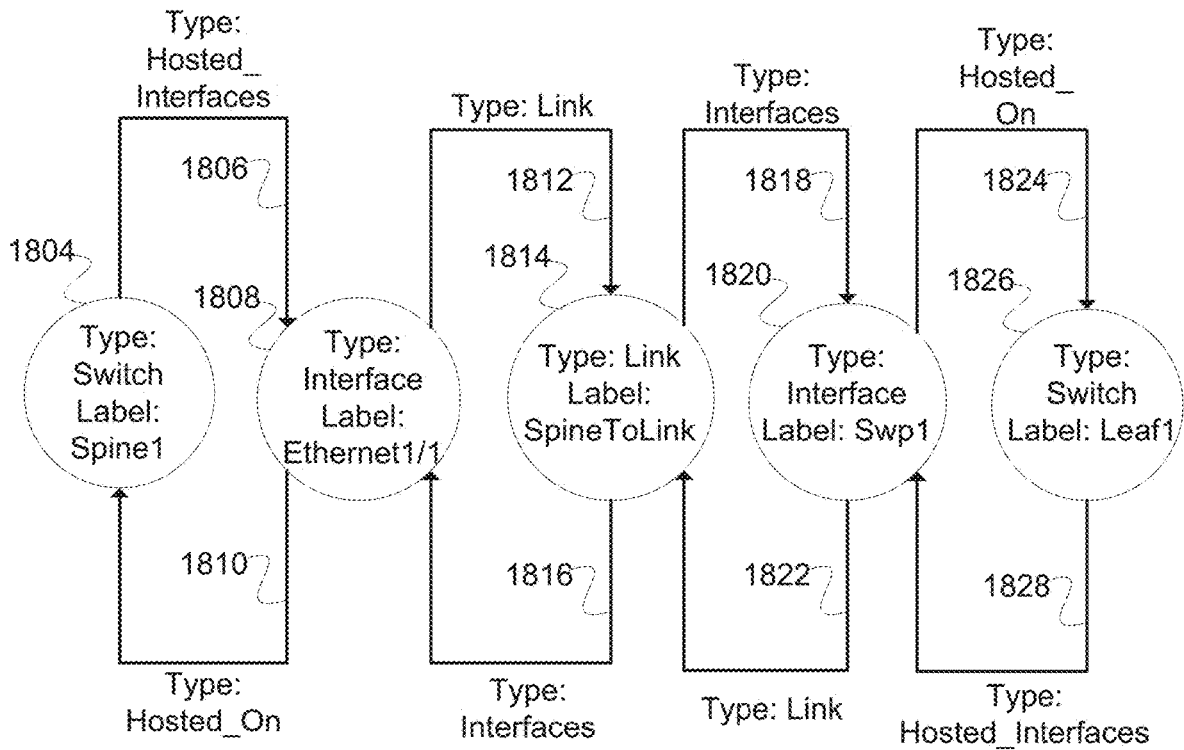 Type:
Hosted_
Interfaces
Type: Link
Type:
Interfaces
Type:
Hosted_
On
1806
1812
1818
1824
1804
1808
1814
1820
1826
Type:
Switch
Label:
Spine1
Type:
Interface
Label:
Ethernet1/1
Type: Link
Label:
SpineToLink
Type:
Interface
Label: Swp1
Type:
Switch
Label: Leaf1
1810
1816
1822
1828
Type:
Hosted_On
Type:
Interfaces
Type: Link
Type:
Hosted_Interfaces